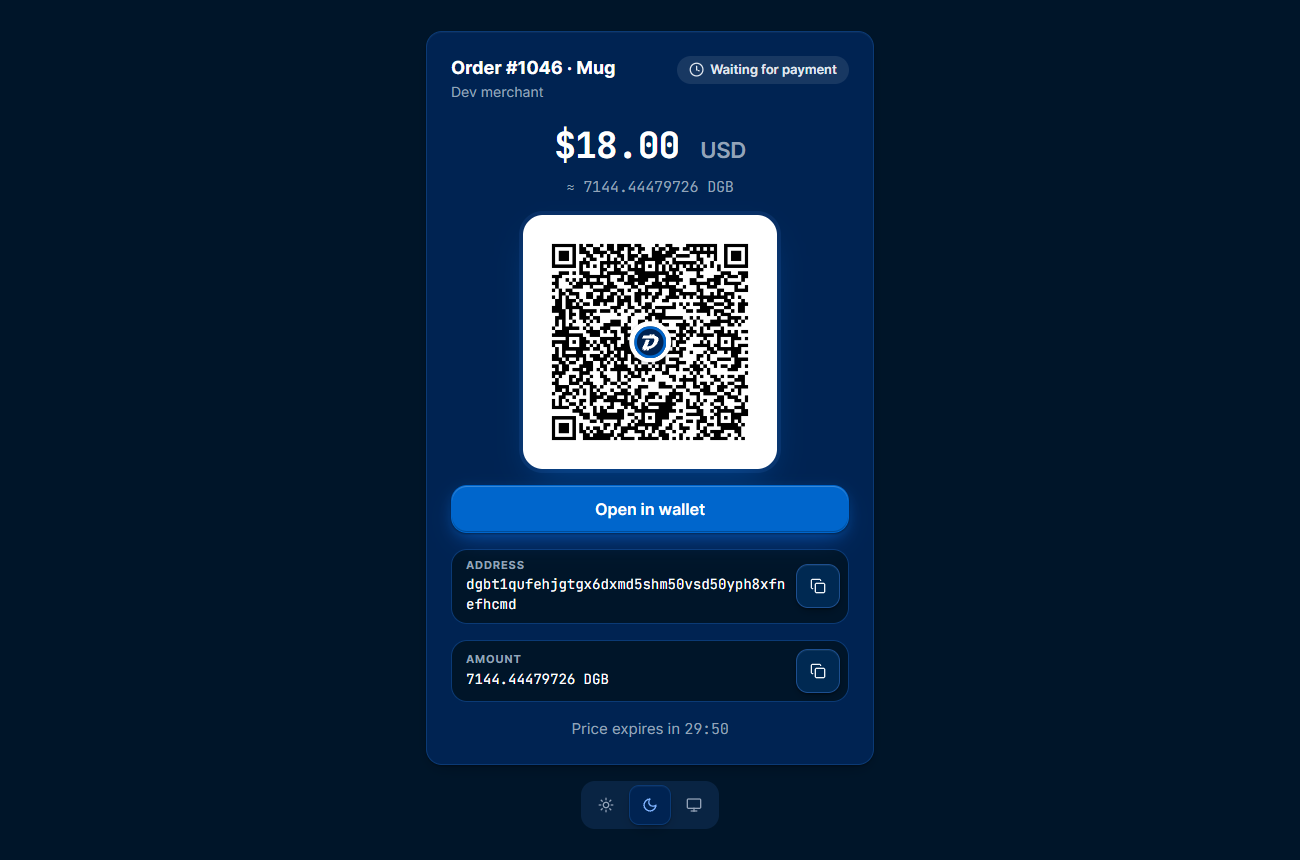 Order #1046 · Mug
Waiting for payment
Dev merchant
$18.00 USD
≈ 7144.44479726 DGB
Open in wallet
ADDRESS
dgbt1qufehjgtgx6dxmd5shm50vsd50yph8xfn
efhcmd
AMOUNT
7144.44479726 DGB
Price expires in 29:50